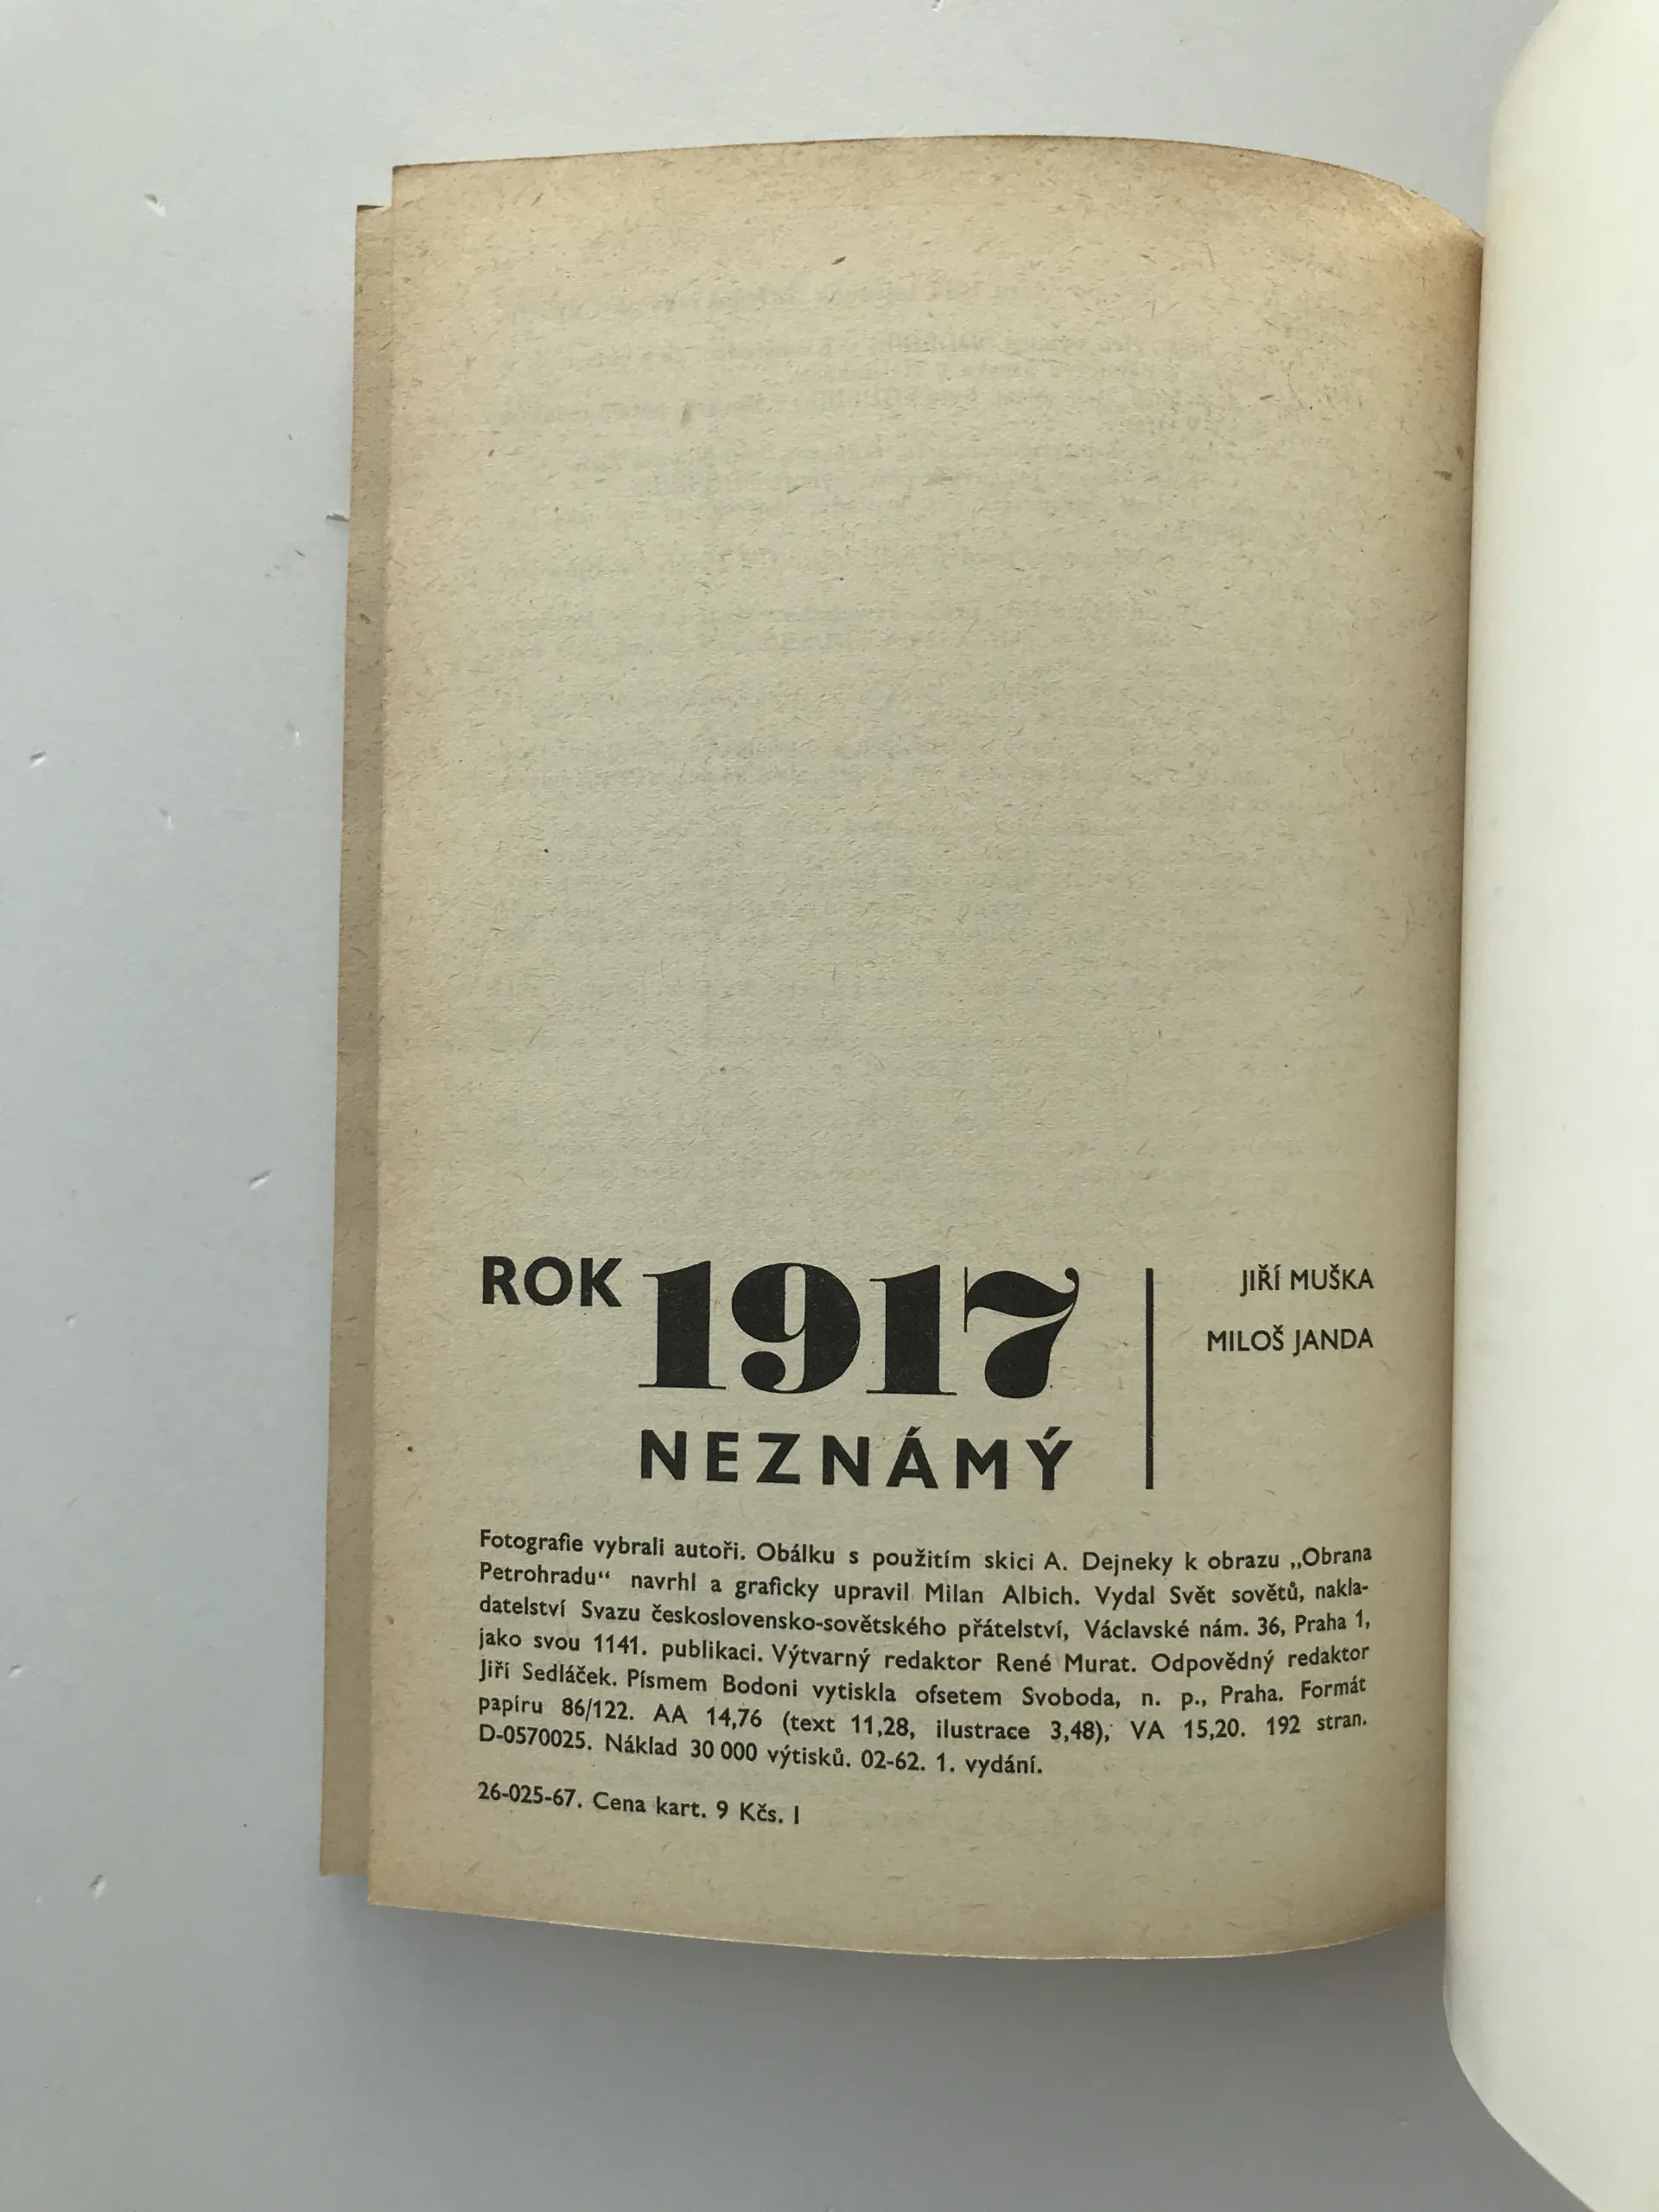 ROK 1917
NEZNÁMÝ
JIŘÍ MUŠKA
MILOŠ JANDA
Fotografie vybrali autoři. Obálku s použitím skici A. Dejneky k obrazu „Obrana
Petrohradu“ navrhl a graficky upravil Milan Albich. Vydal Svět sovětů, nakla-
datelství Svazu československo-sovětského přátelství, Václavské nám. 36, Praha 1,
jako svou 1141. publikaci. Výtvarný redaktor René Murat. Odpovědný redaktor
Jiří Sedláček. Písmem Bodoni vytiskla ofsetem Svoboda, n. p., Praha. Formát
papíru 86/122. AA 14,76 (text 11,28, ilustrace 3,48), VA 15,20. 192 stran.
D-0570025. Náklad 30 000 výtisků. 02-62. 1. vydání.
26-025-67. Cena kart. 9 Kčs. I